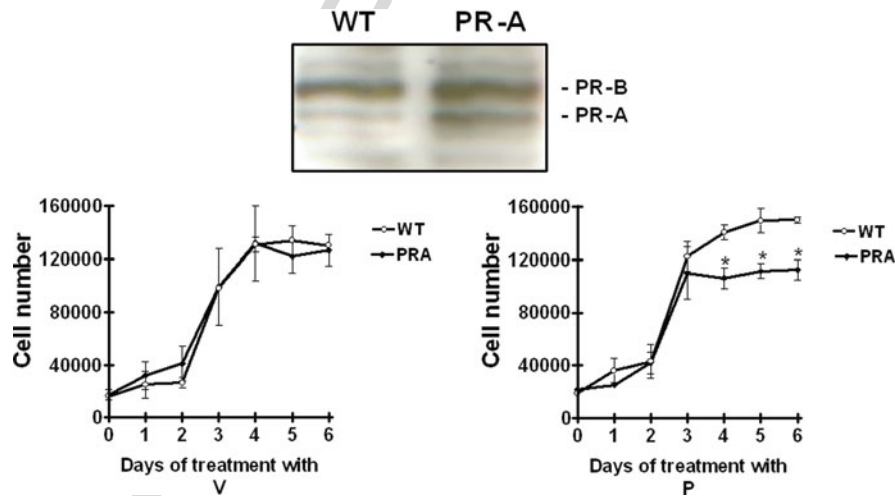 WT PR-A
- PR-B
- PR-A
160000
120000
80000
40000
0
Cell number
0 1 2 3 4 5 6
Days of treatment with
V
WT
PRA
160000
120000
80000
40000
0
Cell number
* * *
0 1 2 3 4 5 6
Days of treatment with
P
WT
PRA